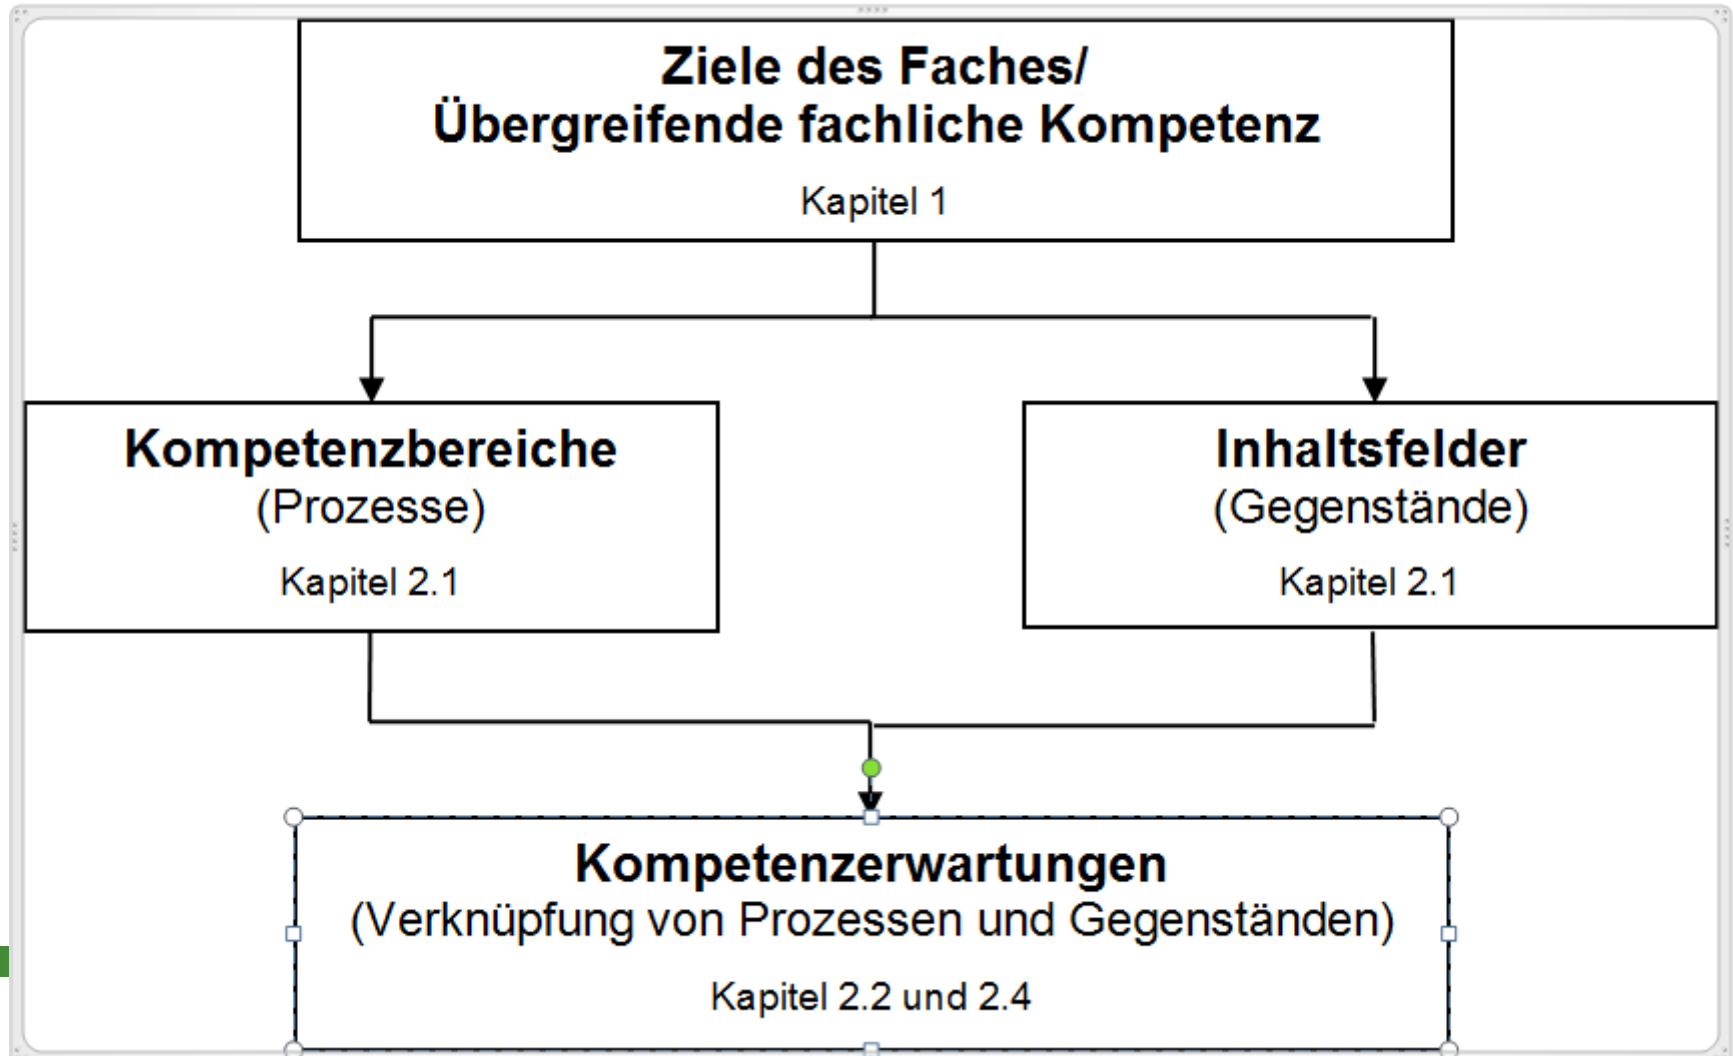 Ziele des Faches/
Übergreifende fachliche Kompetenz
Kapitel 1
Kompetenzbereiche
(Prozesse)
Kapitel 2.1
Inhaltsfelder
(Gegenstände)
Kapitel 2.1
Kompetenzerwartungen
(Verknüpfung von Prozessen und Gegenständen)
Kapitel 2.2 und 2.4